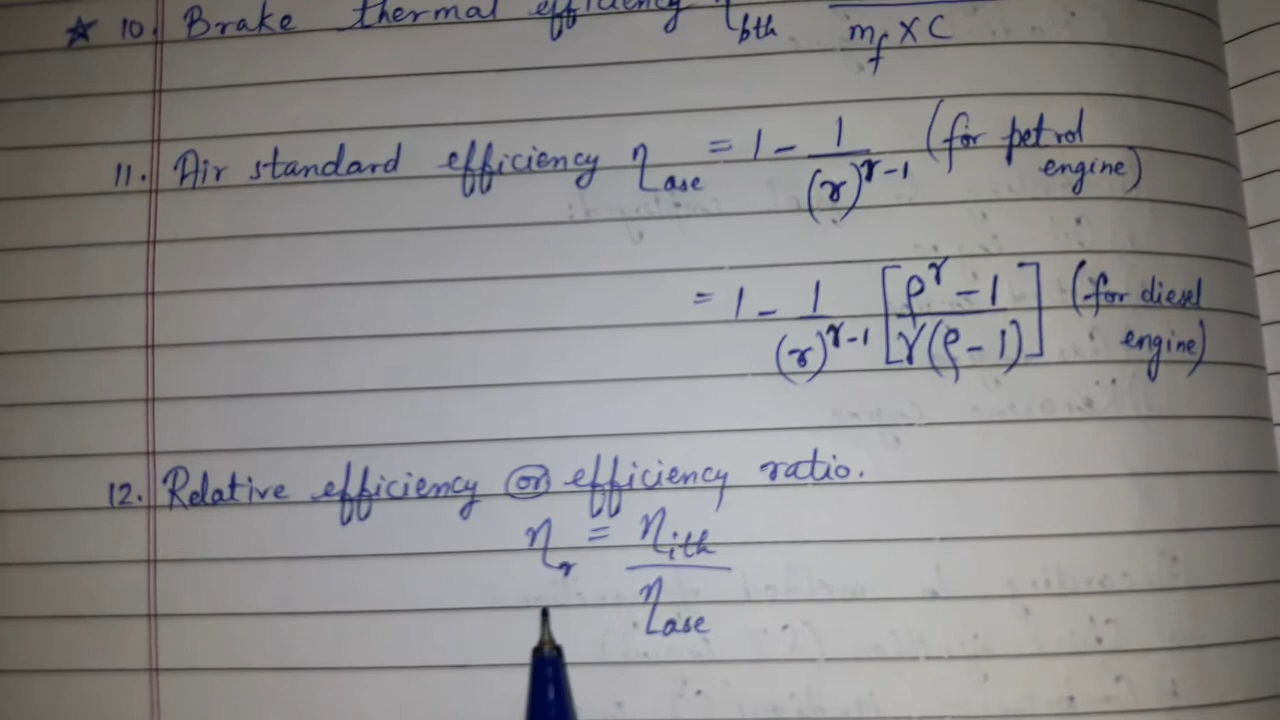 ☆ 10. Brake thermal efficiency η_bth ———
m_f × C
11. Air standard efficiency η_ase = 1 - 1/(r)^(γ-1) (for petrol engine)
= 1 - 1/(r)^(γ-1) [ρ^γ - 1 / γ(ρ - 1)] (for diesel engine)
12. Relative efficiency (or) efficiency ratio.
η_r = η_ith / η_ase